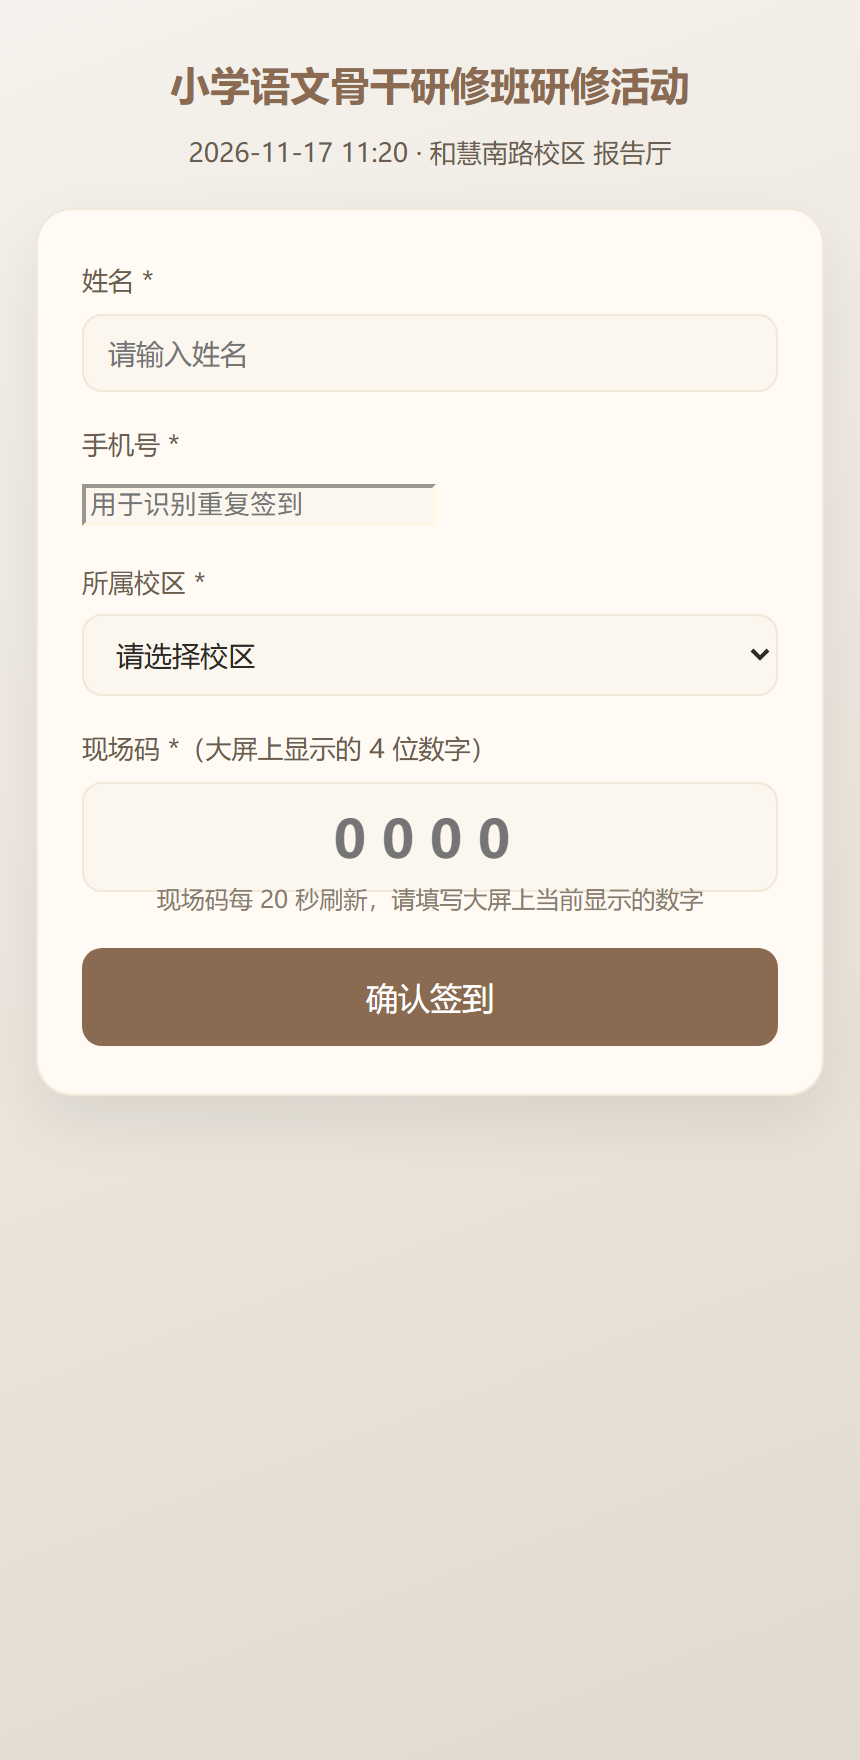 小学语文骨干研修班研修活动
2026-11-17 11:20 · 和慧南路校区 报告厅
姓名 *
请输入姓名
手机号 *
用于识别重复签到
所属校区 *
请选择校区
现场码 *（大屏上显示的 4 位数字）
0000
现场码每 20 秒刷新，请填写大屏上当前显示的数字
确认签到